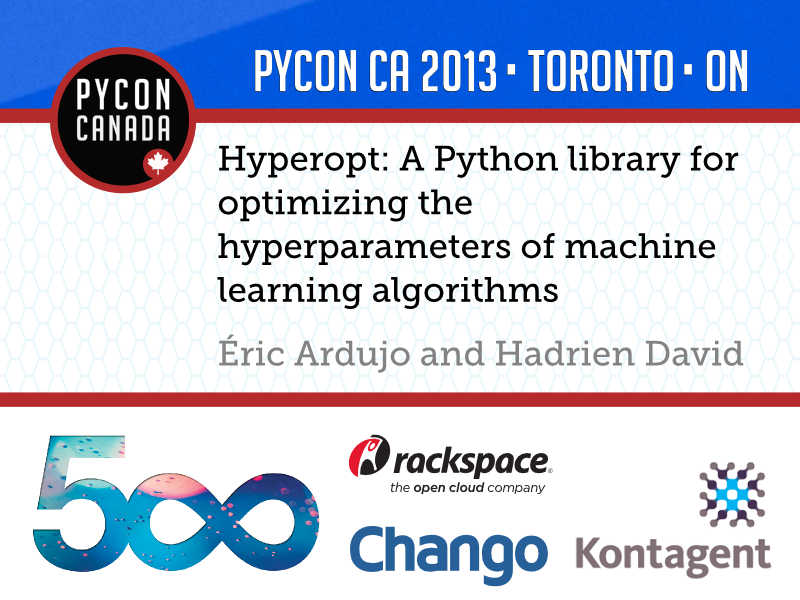 PYCON CA 2013 · TORONTO · ON
PYCON
CANADA
Hyperopt: A Python library for
optimizing the
hyperparameters of machine
learning algorithms
Éric Ardujo and Hadrien David
500
rackspace®
the open cloud company
Chango
Kontagent